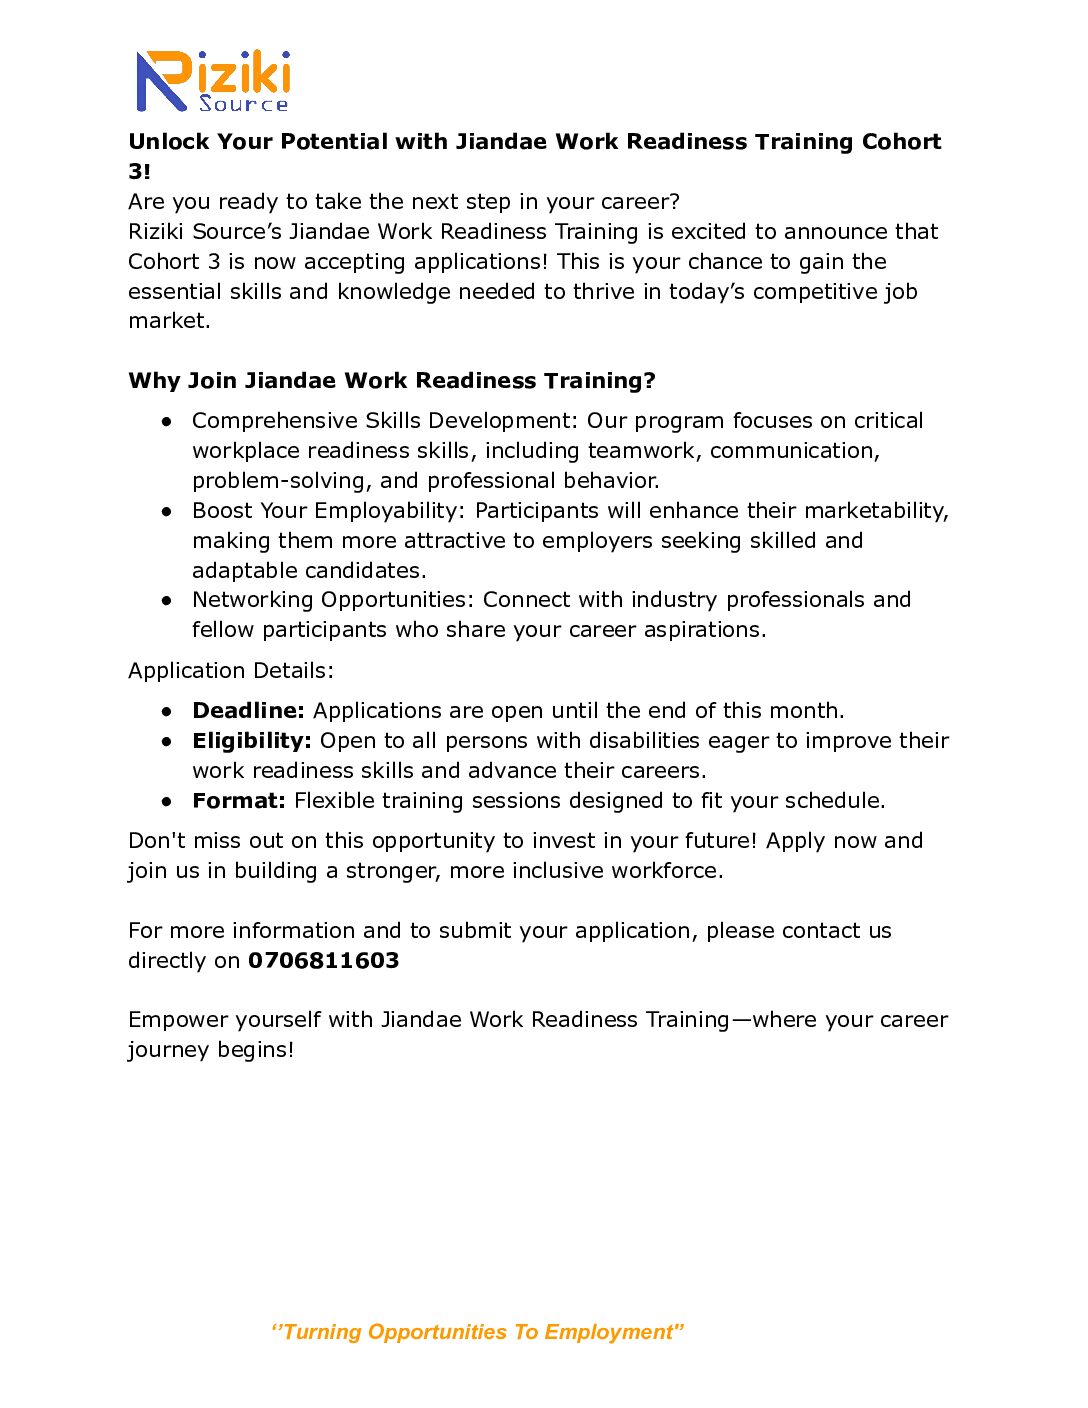 Riziki
Source
Unlock Your Potential with Jiandae Work Readiness Training Cohort
3!
Are you ready to take the next step in your career?
Riziki Source’s Jiandae Work Readiness Training is excited to announce that
Cohort 3 is now accepting applications! This is your chance to gain the
essential skills and knowledge needed to thrive in today’s competitive job
market.
Why Join Jiandae Work Readiness Training?
● Comprehensive Skills Development: Our program focuses on critical
workplace readiness skills, including teamwork, communication,
problem-solving, and professional behavior.
● Boost Your Employability: Participants will enhance their marketability,
making them more attractive to employers seeking skilled and
adaptable candidates.
● Networking Opportunities: Connect with industry professionals and
fellow participants who share your career aspirations.
Application Details:
● Deadline: Applications are open until the end of this month.
● Eligibility: Open to all persons with disabilities eager to improve their
work readiness skills and advance their careers.
● Format: Flexible training sessions designed to fit your schedule.
Don't miss out on this opportunity to invest in your future! Apply now and
join us in building a stronger, more inclusive workforce.
For more information and to submit your application, please contact us
directly on 0706811603
Empower yourself with Jiandae Work Readiness Training—where your career
journey begins!
‘’Turning Opportunities To Employment"